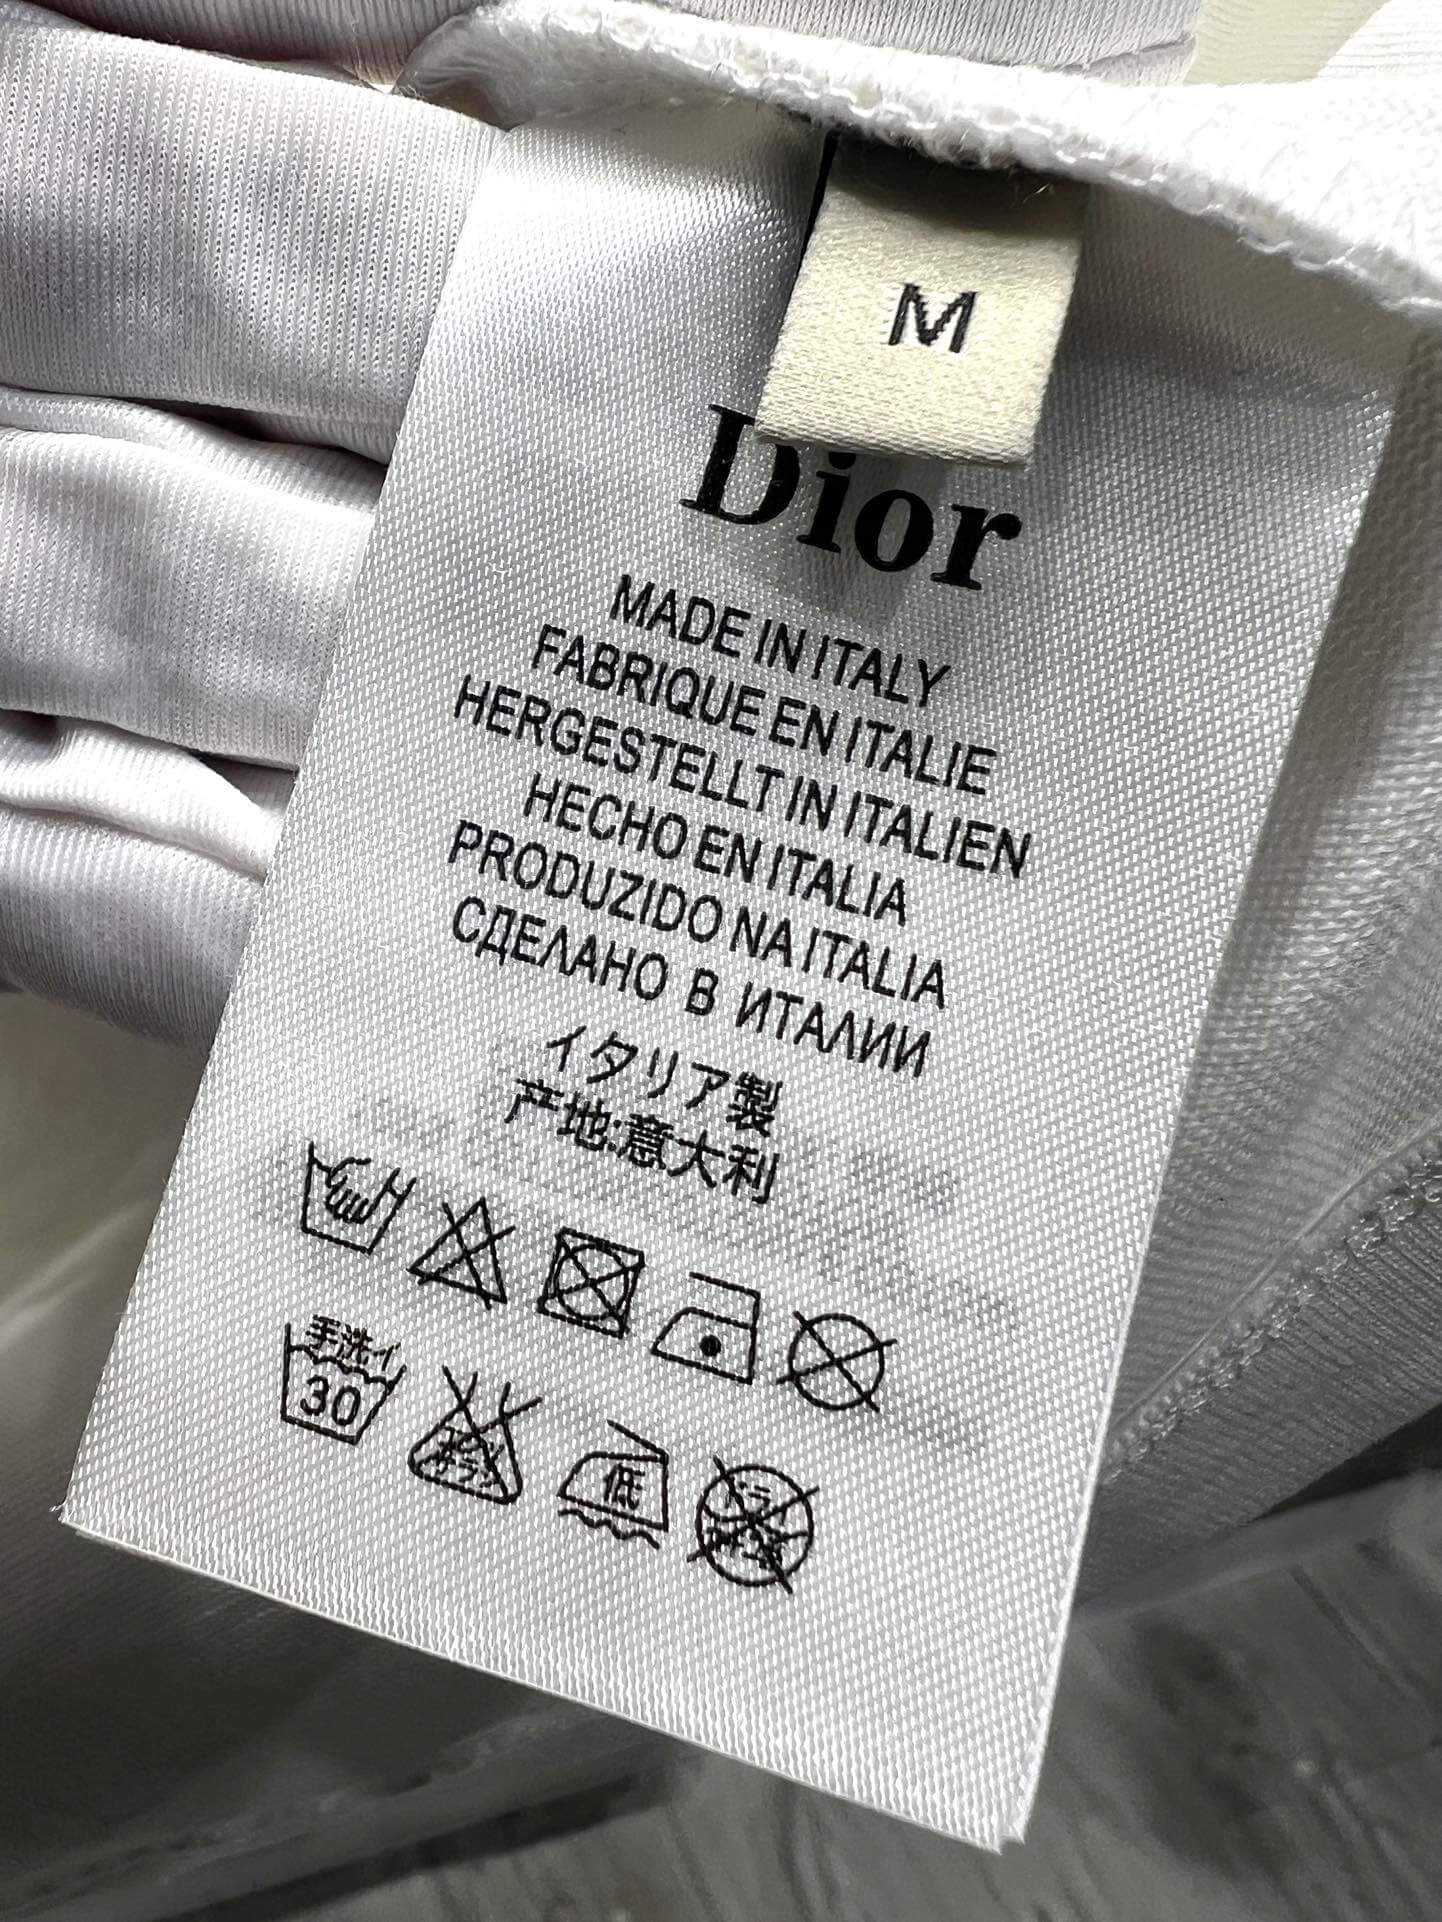 M
Dior
MADE IN ITALY
FABRIQUE EN ITALIE
HERGESTELLT IN ITALIEN
HECHO EN ITALIA
PRODUZIDO NA ITALIA
СДЕЛАНО В ИТАЛИИ
イタリア製
产地:意大利
手洗イ
30
低